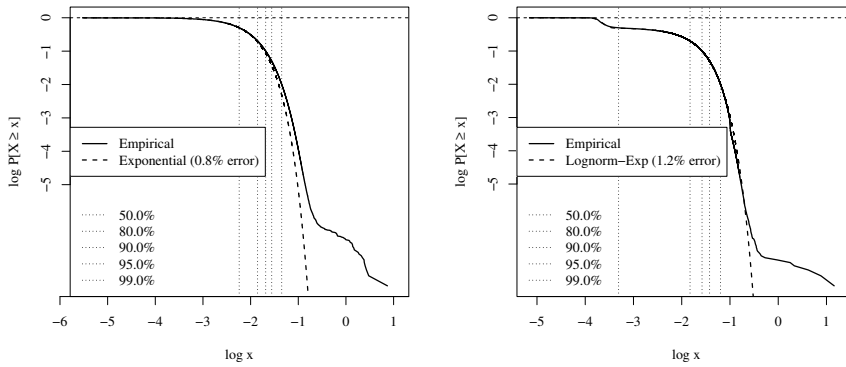 0
−1
−2
−3
−4
−5
log P[X ≥ x]
Empirical
Exponential (0.8% error)
50.0%
80.0%
90.0%
95.0%
99.0%
−6 −5 −4 −3 −2 −1 0 1
log x
0
−1
−2
−3
−4
−5
log P[X ≥ x]
Empirical
Lognorm−Exp (1.2% error)
50.0%
80.0%
90.0%
95.0%
99.0%
−5 −4 −3 −2 −1 0 1
log x